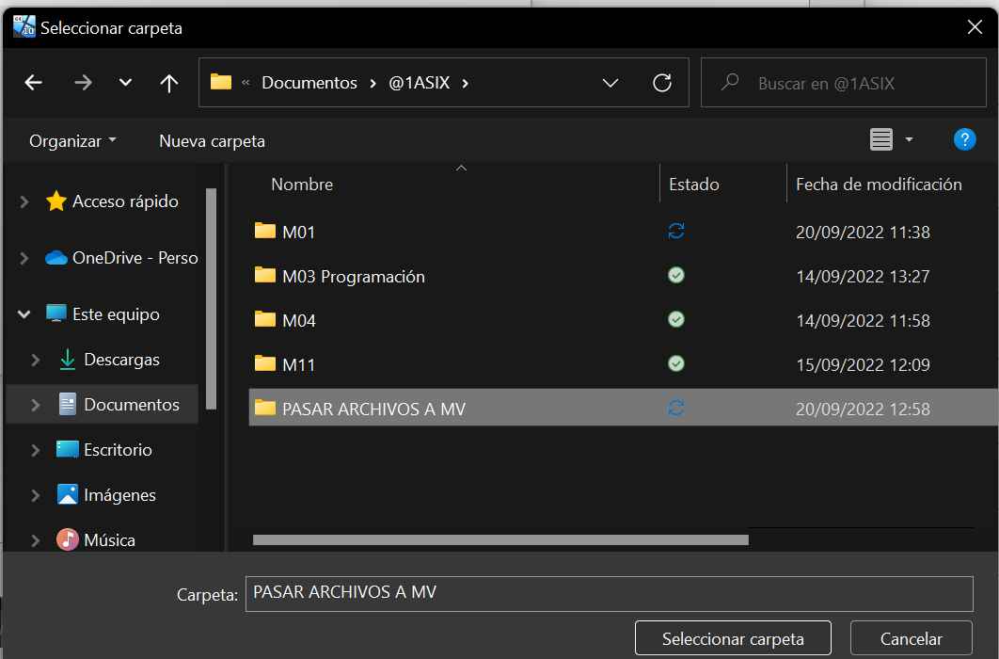 Seleccionar carpeta
« Documentos › @1ASIX ›
Buscar en @1ASIX
Organizar
Nueva carpeta
?
Nombre
Estado
Fecha de modificación
Acceso rápido
OneDrive - Perso
Este equipo
Descargas
Documentos
Escritorio
Imágenes
Música
M01 20/09/2022 11:38
M03 Programación 14/09/2022 13:27
M04 14/09/2022 11:58
M11 15/09/2022 12:09
PASAR ARCHIVOS A MV 20/09/2022 12:58
Carpeta: PASAR ARCHIVOS A MV
Seleccionar carpeta
Cancelar